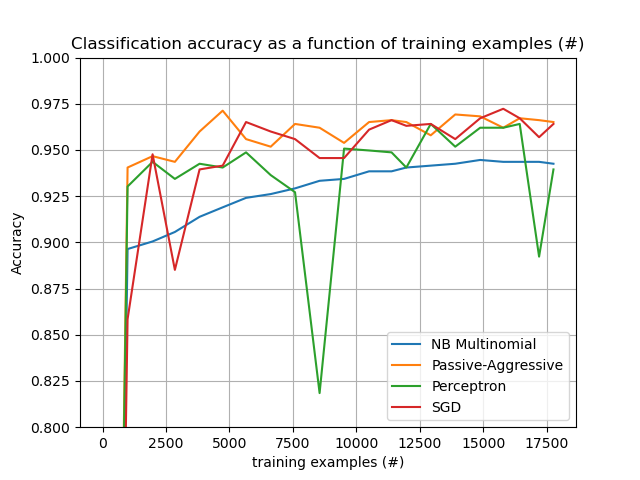 Classification accuracy as a function of training examples (#)
1.000
0.975
0.950
0.925
0.900
0.875
0.850
0.825
0.800
Accuracy
NB Multinomial
Passive-Aggressive
Perceptron
SGD
0 2500 5000 7500 10000 12500 15000 17500
training examples (#)